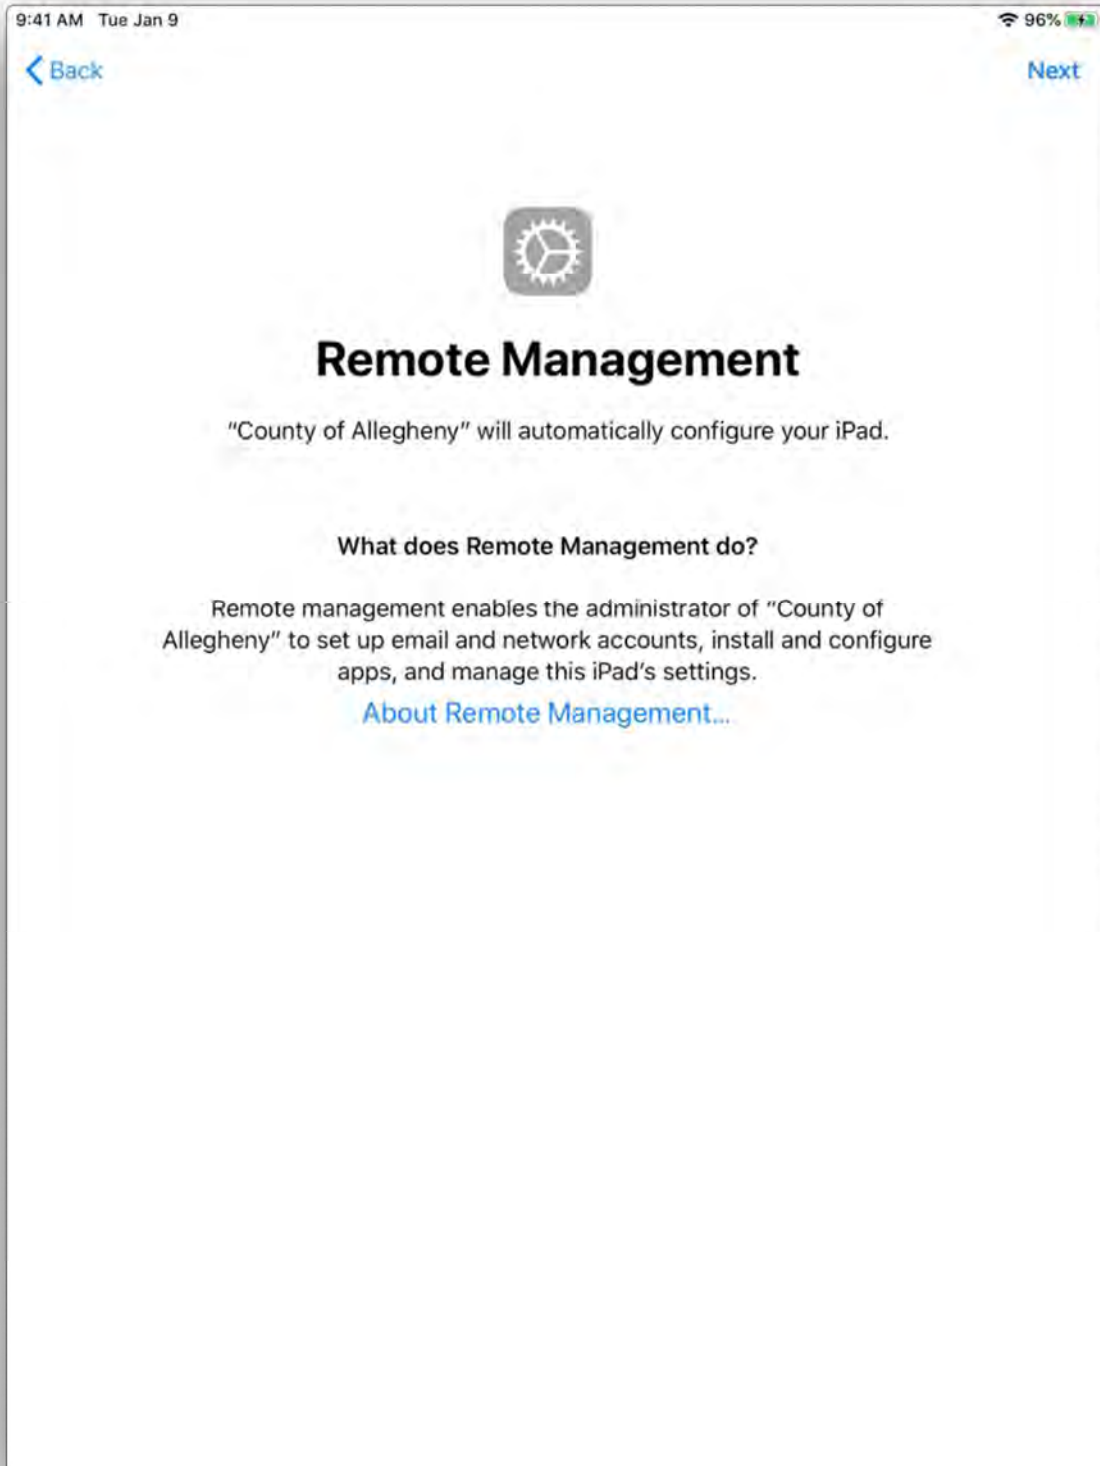 9:41 AM Tue Jan 9 96%
Back Next
Remote Management
“County of Allegheny” will automatically configure your iPad.
What does Remote Management do?
Remote management enables the administrator of “County of
Allegheny” to set up email and network accounts, install and configure
apps, and manage this iPad’s settings.
About Remote Management...